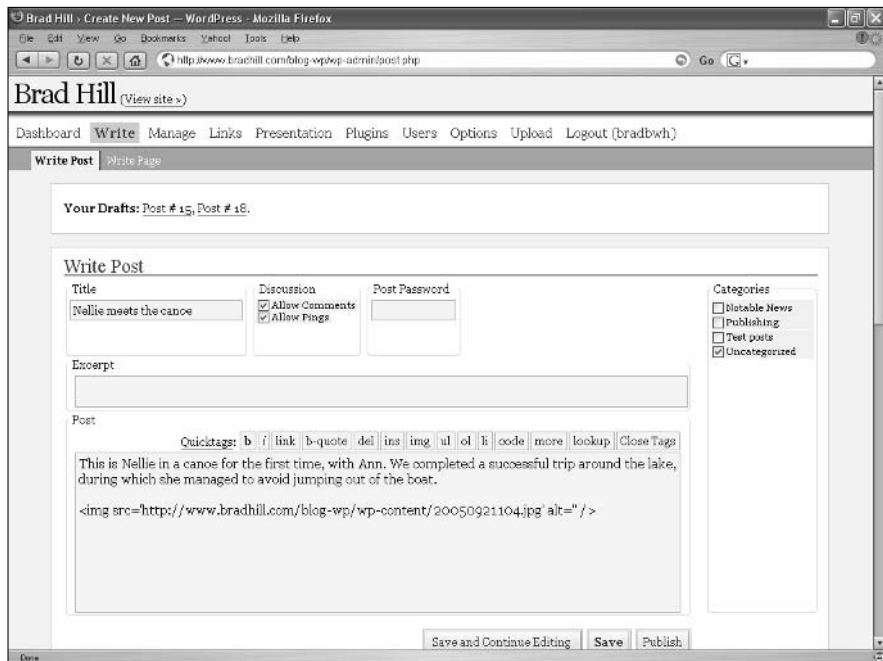 Brad Hill › Create New Post — WordPress - Mozilla Firefox
File Edit View Go Bookmarks Yahoo! Tools Help
http://www.bradhill.com/blog-wp/wp-admin/post.php Go
Brad Hill (View site »)
Dashboard Write Manage Links Presentation Plugins Users Options Upload Logout (bradbwh)
Write Post Write Page
Your Drafts: Post # 15, Post # 18.
Write Post
Title Discussion Post Password Categories
Nellie meets the canoe
Allow Comments
Allow Pings
Notable News
Publishing
Test posts
Uncategorized
Excerpt
Post
Quicktags: b i link b-quote del ins img ul ol li code more lookup Close Tags
This is Nellie in a canoe for the first time, with Ann. We completed a successful trip around the lake,
during which she managed to avoid jumping out of the boat.
<img src='http://www.bradhill.com/blog-wp/wp-content/20050921104.jpg' alt='' />
Save and Continue Editing Save Publish
Done